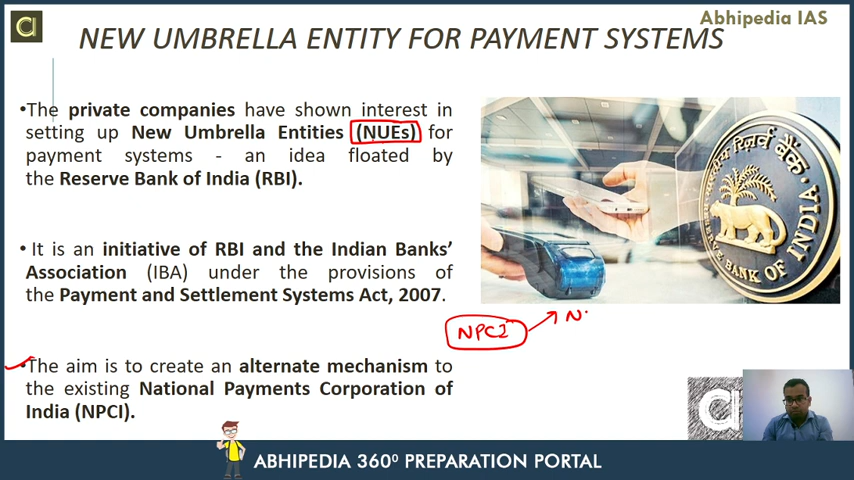 Abhipedia IAS
NEW UMBRELLA ENTITY FOR PAYMENT SYSTEMS
•The private companies have shown interest in
setting up New Umbrella Entities (NUEs) for
payment systems - an idea floated by
the Reserve Bank of India (RBI).
• It is an initiative of RBI and the Indian Banks’
Association (IBA) under the provisions of
the Payment and Settlement Systems Act, 2007.
•The aim is to create an alternate mechanism to
the existing National Payments Corporation of
India (NPCI).
भारतीय रिज़र्व बैंक
RESERVE BANK OF INDIA
NPCI
N.
ABHIPEDIA 360⁰ PREPARATION PORTAL